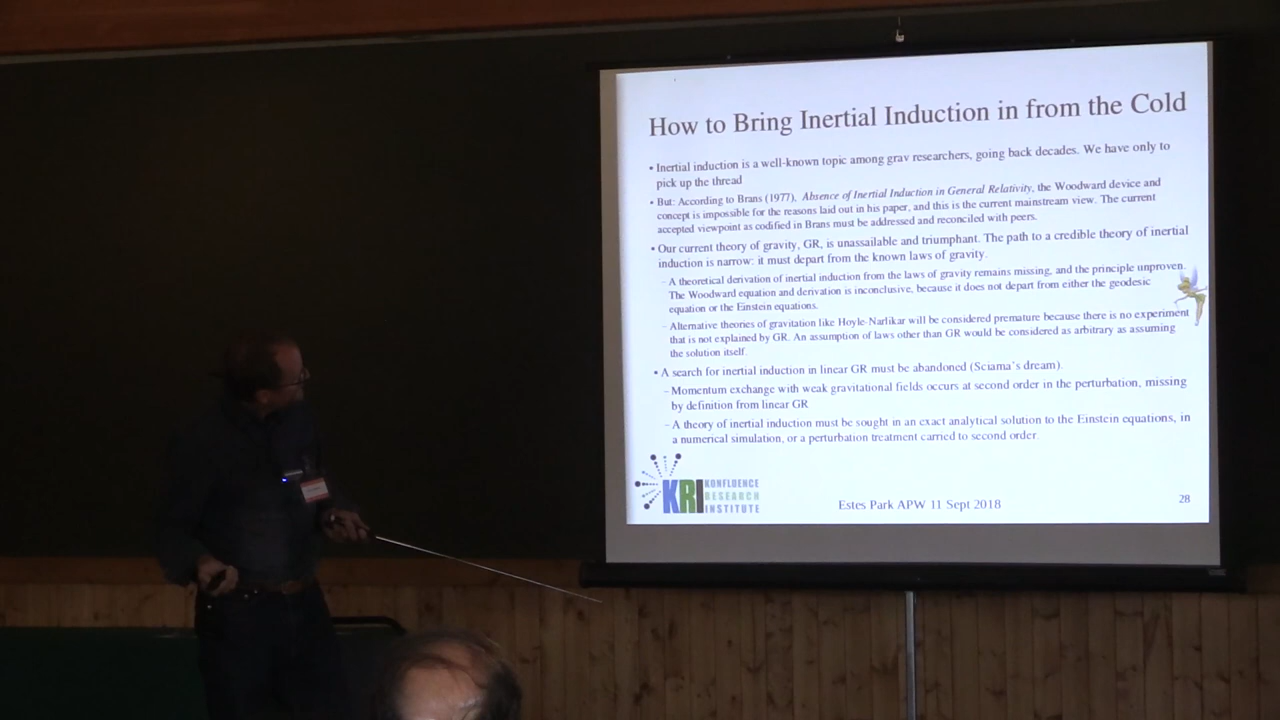 How to Bring Inertial Induction in from the Cold
• Inertial induction is a well-known topic among grav researchers, going back decades. We have only to
pick up the thread
• But: According to Brans (1977), Absence of Inertial Induction in General Relativity, the Woodward device and
concept is impossible for the reasons laid out in his paper, and this is the current mainstream view. The current
accepted viewpoint as codified in Brans must be addressed and reconciled with peers.
• Our current theory of gravity, GR, is unassailable and triumphant. The path to a credible theory of inertial
induction is narrow: it must depart from the known laws of gravity.
– A theoretical derivation of inertial induction from the laws of gravity remains missing, and the principle unproven.
The Woodward equation and derivation is inconclusive, because it does not depart from either the geodesic
equation or the Einstein equations.
– Alternative theories of gravitation like Hoyle-Narlikar will be considered premature because there is no experiment
that is not explained by GR. An assumption of laws other than GR would be considered as arbitrary as assuming
the solution itself.
• A search for inertial induction in linear GR must be abandoned (Sciama's dream).
– Momentum exchange with weak gravitational fields occurs at second order in the perturbation, missing
by definition from linear GR
– A theory of inertial induction must be sought in an exact analytical solution to the Einstein equations, in
a numerical simulation, or a perturbation treatment carried to second order.
KRI KONFLUENCE
RESEARCH
INSTITUTE
Estes Park APW 11 Sept 2018
28